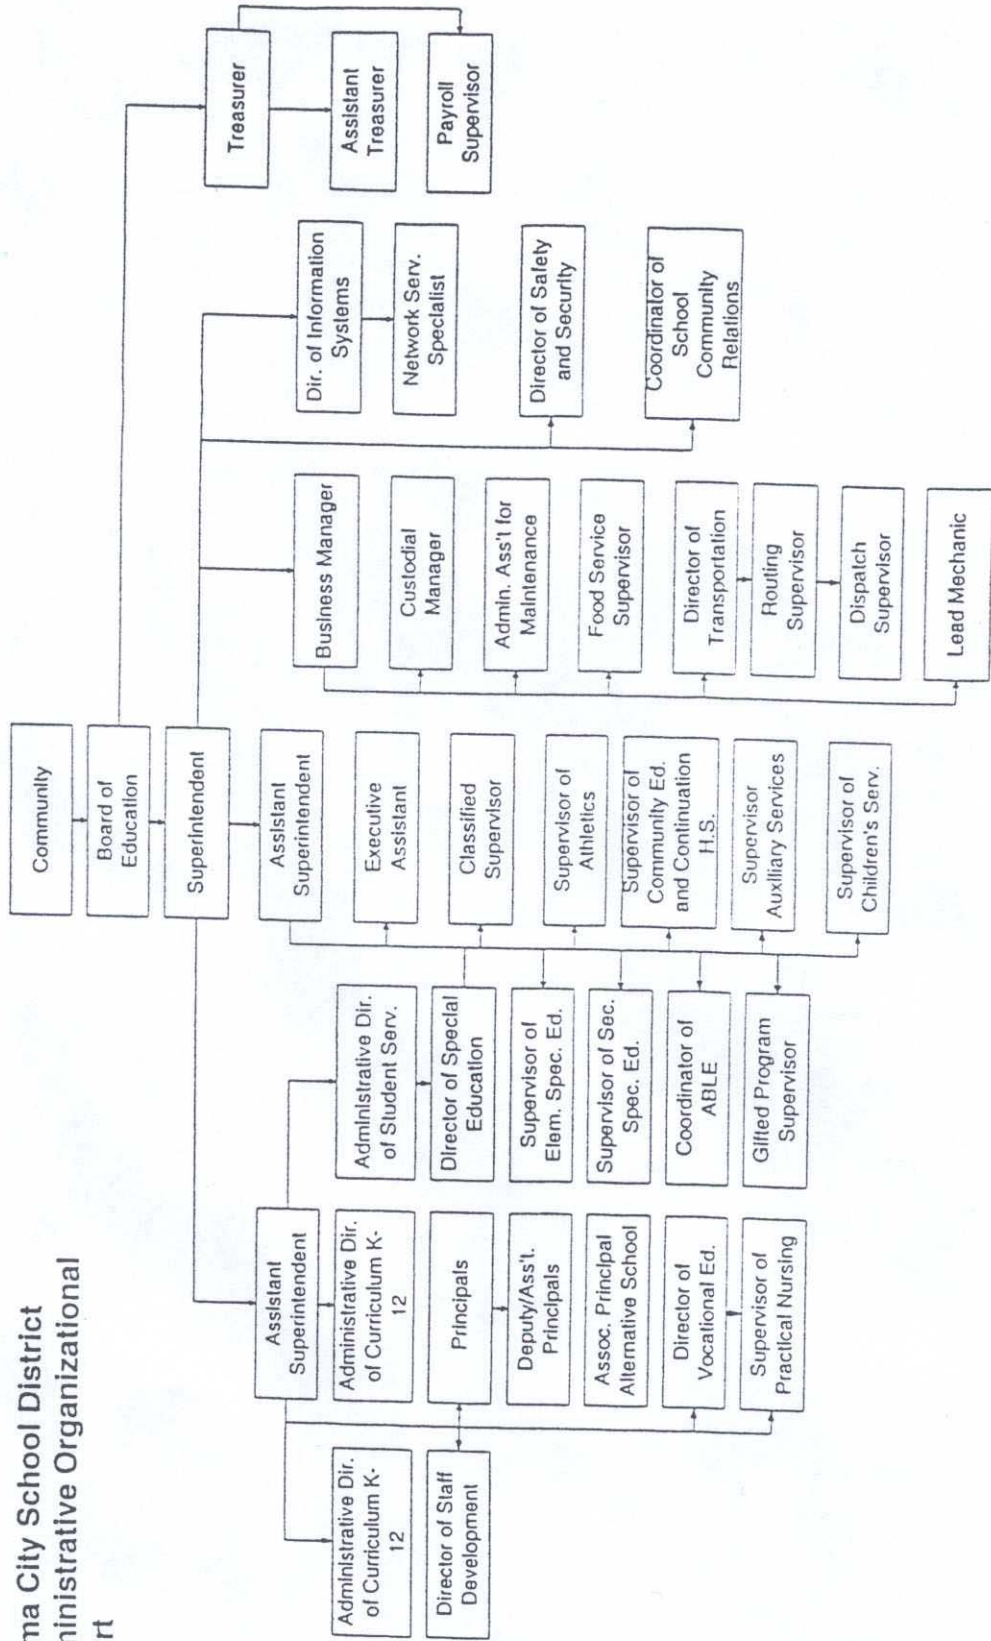 ma City School District
ministrative Organizational
rt
Community
Board of
Education
Superintendent
Treasurer
Assistant
Treasurer
Payroll
Supervisor
Assistant
Superintendent
Administrative Dir.
of Curriculum K-
12
Director of Staff
Development
Administrative Dir.
of Curriculum K-
12
Principals
Deputy/Ass't.
Principals
Assoc. Principal
Alternative School
Director of
Vocational Ed.
Supervisor of
Practical Nursing
Administrative Dir.
of Student Serv.
Director of Special
Education
Supervisor of
Elem. Spec. Ed.
Supervisor of Sec.
Spec. Ed.
Coordinator of
ABLE
Gifted Program
Supervisor
Assistant
Superintendent
Executive
Assistant
Classified
Supervisor
Supervisor of
Athletics
Supervisor of
Community Ed.
and Continuation
H.S.
Supervisor
Auxiliary Services
Supervisor of
Children's Serv.
Business Manager
Custodial
Manager
Admin. Ass't for
Maintenance
Food Service
Supervisor
Director of
Transportation
Routing
Supervisor
Dispatch
Supervisor
Lead Mechanic
Dir. of Information
Systems
Network Serv.
Specialist
Director of Safety
and Security
Coordinator of
School
Community
Relations